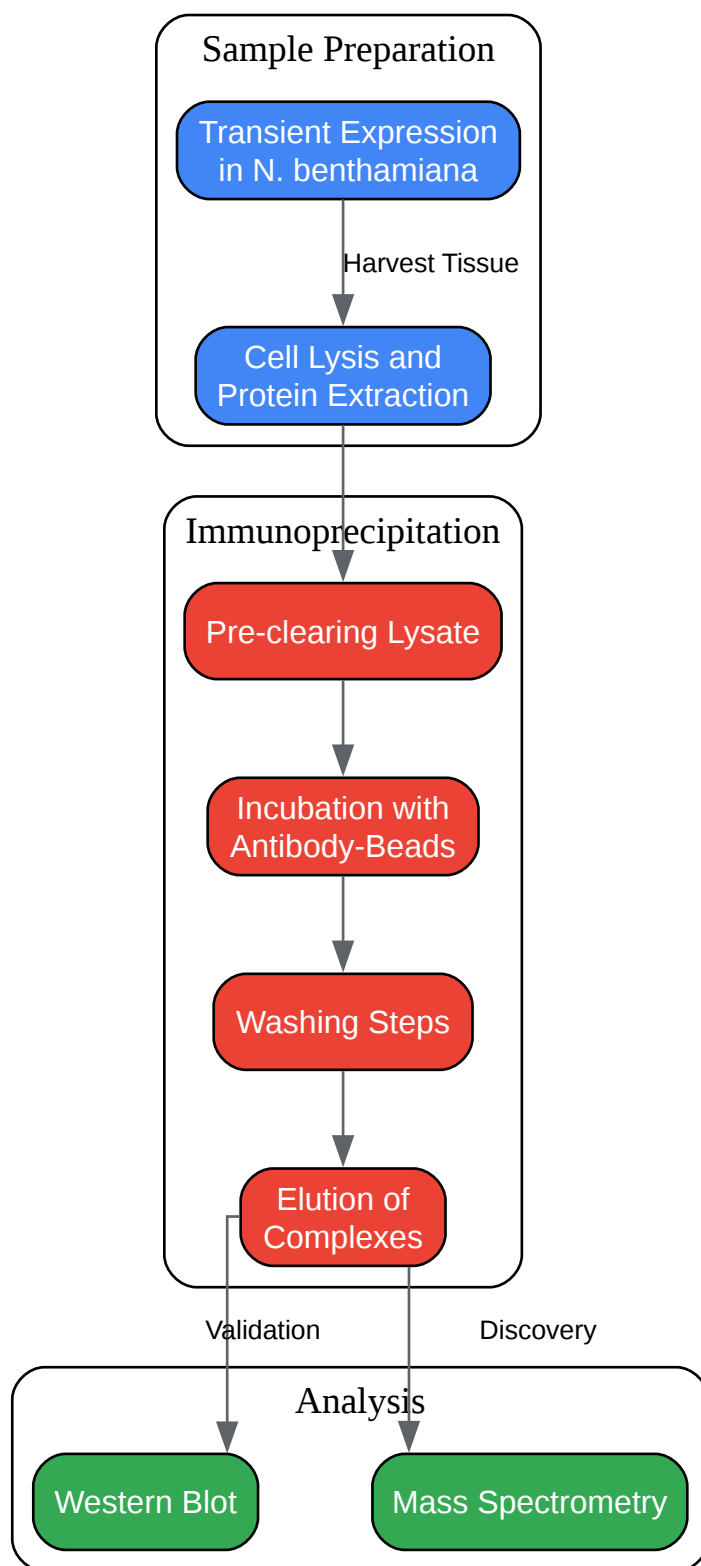 Sample Preparation
Transient Expression
in N. benthamiana
Harvest Tissue
Cell Lysis and
Protein Extraction
Immunoprecipitation
Pre-clearing Lysate
Incubation with
Antibody-Beads
Washing Steps
Elution of
Complexes
Validation
Discovery
Analysis
Western Blot
Mass Spectrometry